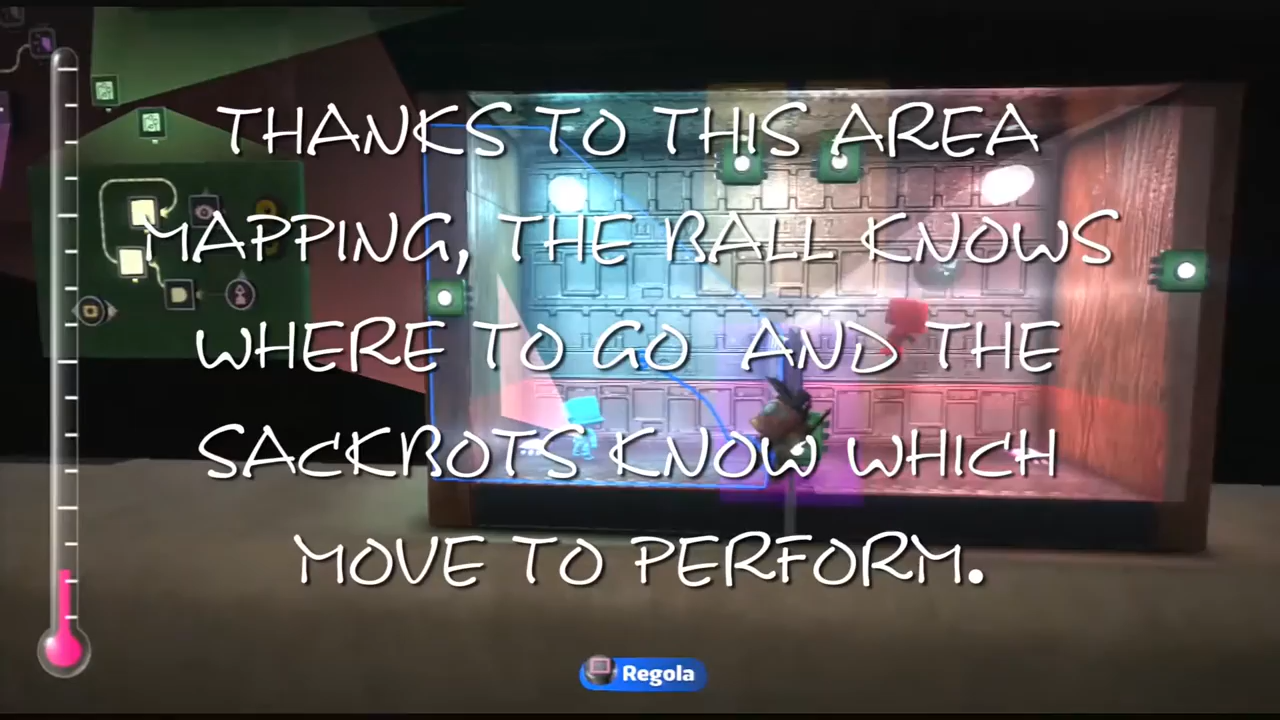 THANKS TO THIS AREA
MAPPING, THE BALL KNOWS
WHERE TO GO AND THE
SACKBOTS KNOW WHICH
MOVE TO PERFORM.
Regola